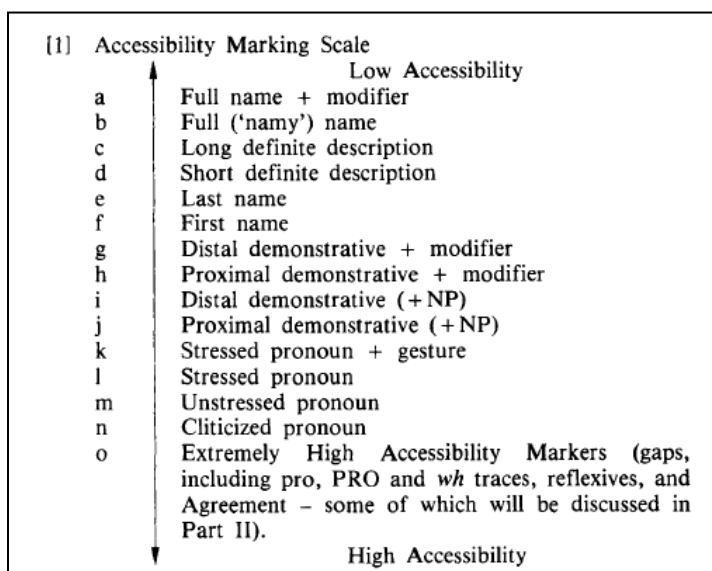 [1] Accessibility Marking Scale
Low Accessibility
a Full name + modifier
b Full (‘namy’) name
c Long definite description
d Short definite description
e Last name
f First name
g Distal demonstrative + modifier
h Proximal demonstrative + modifier
i Distal demonstrative (+NP)
j Proximal demonstrative (+NP)
k Stressed pronoun + gesture
l Stressed pronoun
m Unstressed pronoun
n Cliticized pronoun
o Extremely High Accessibility Markers (gaps,
including pro, PRO and wh traces, reflexives, and
Agreement – some of which will be discussed in
Part II).
High Accessibility